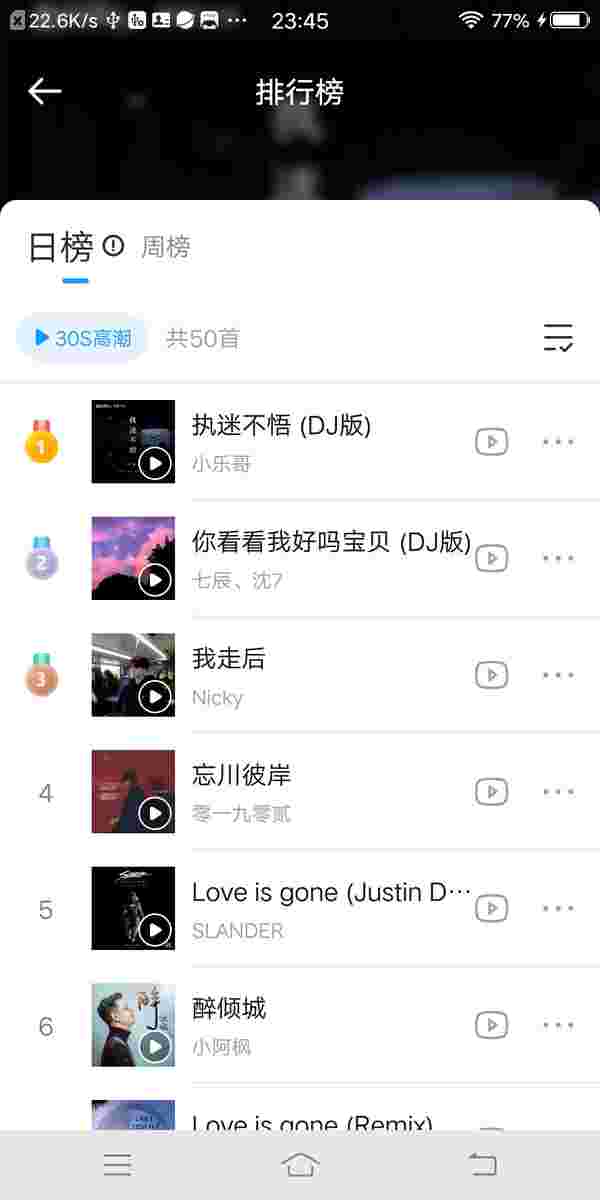 22.6K/s
23:45
77%
排行榜
日榜
周榜
30S高潮
共50首
1
执迷不悟 (DJ版)
小乐哥
2
你看看我好吗宝贝 (DJ版)
七辰、沈7
3
我走后
Nicky
4
忘川彼岸
零一九零贰
5
Love is gone (Justin D···
SLANDER
6
醉倾城
小阿枫
Love is gone (Remix)